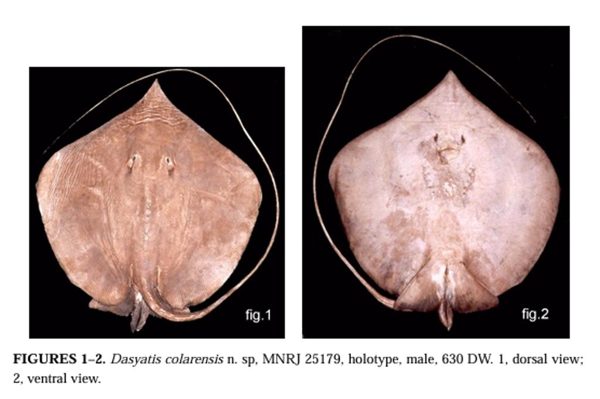 fig.1
fig.2
FIGURES 1–2. Dasyatis colarensis n. sp, MNRJ 25179, holotype, male, 630 DW. 1, dorsal view;
2, ventral view.